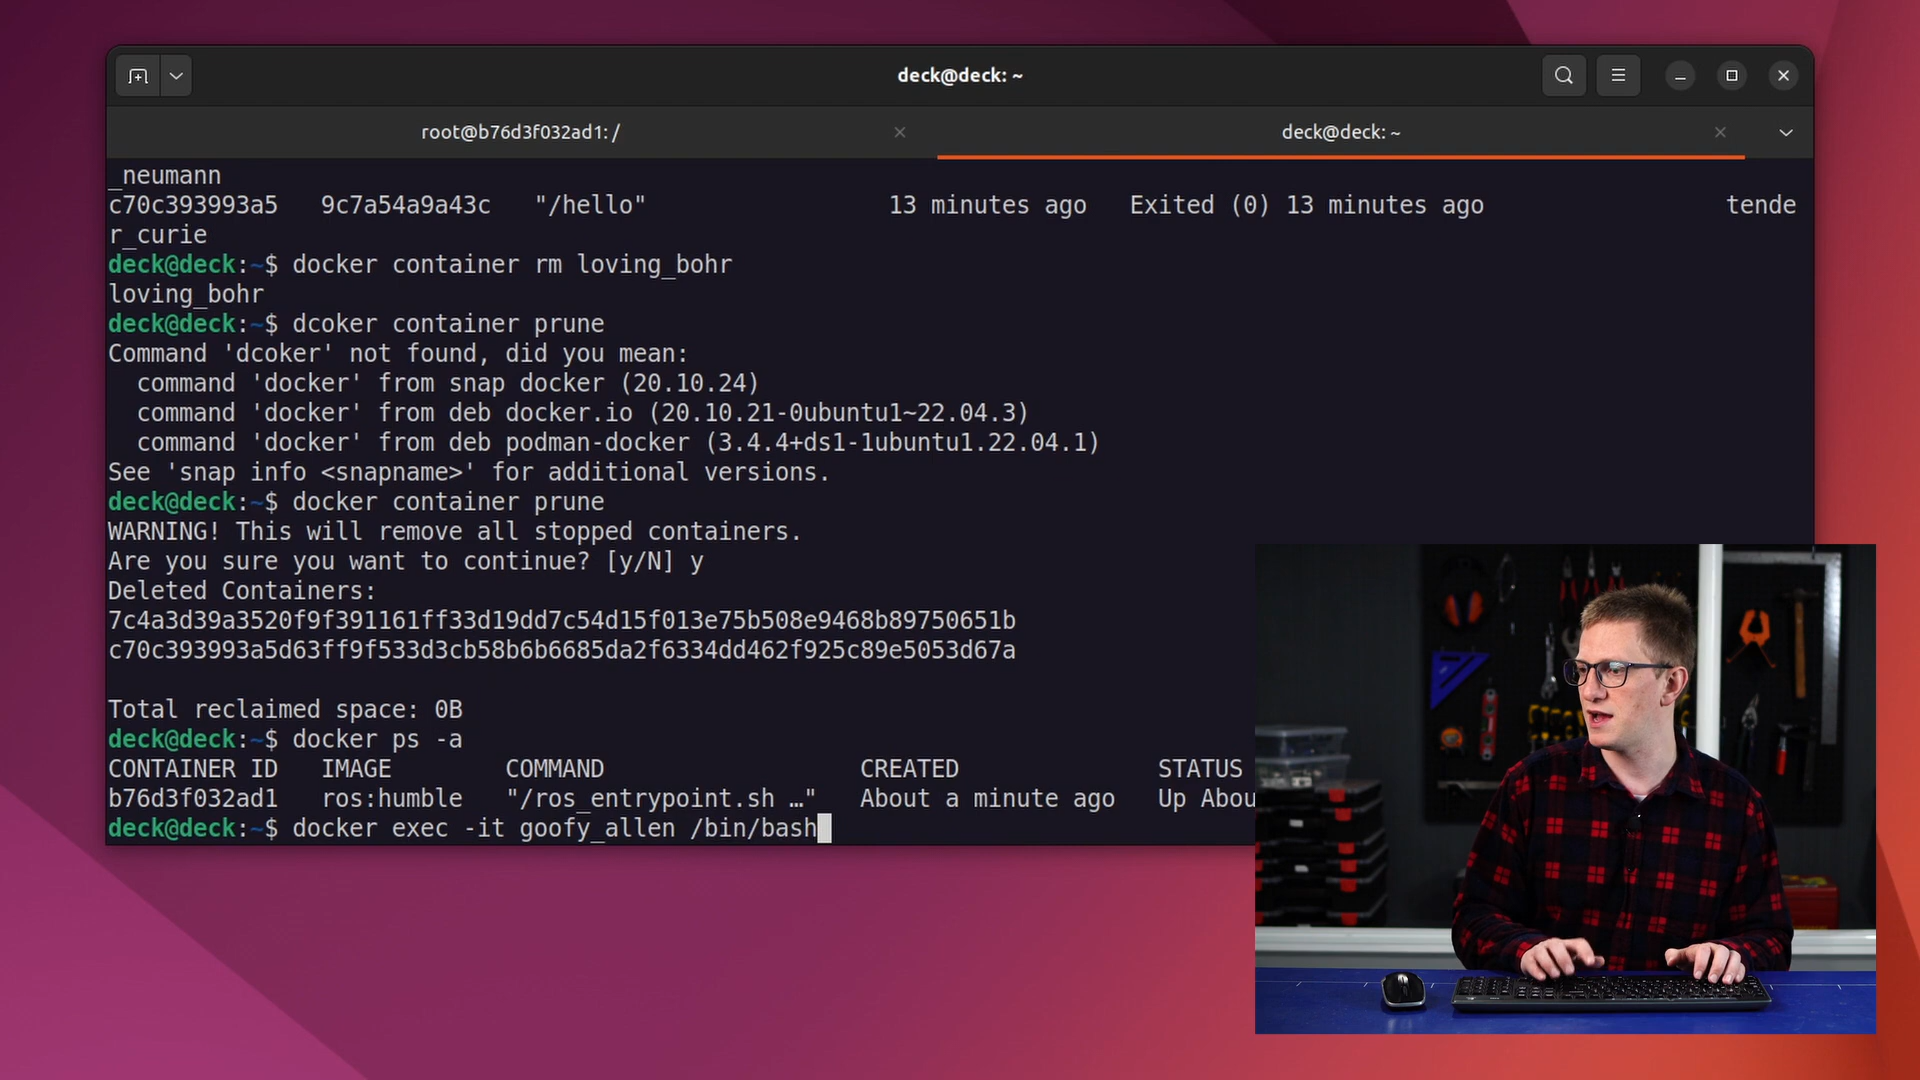 deck@deck: ~
root@b76d3f032ad1: /
deck@deck: ~
_neumann
c70c393993a5 9c7a54a9a43c "/hello" 13 minutes ago Exited (0) 13 minutes ago tende
r_curie
deck@deck:~$ docker container rm loving_bohr
loving_bohr
deck@deck:~$ dcoker container prune
Command 'dcoker' not found, did you mean:
command 'docker' from snap docker (20.10.24)
command 'docker' from deb docker.io (20.10.21-0ubuntu1~22.04.3)
command 'docker' from deb podman-docker (3.4.4+ds1-1ubuntu1.22.04.1)
See 'snap info <snapname>' for additional versions.
deck@deck:~$ docker container prune
WARNING! This will remove all stopped containers.
Are you sure you want to continue? [y/N] y
Deleted Containers:
7c4a3d39a3520f9f391161ff33d19dd7c54d15f013e75b508e9468b89750651b
c70c393993a5d63ff9f533d3cb58b6b6685da2f6334dd462f925c89e5053d67a
Total reclaimed space: 0B
deck@deck:~$ docker ps -a
CONTAINER ID IMAGE COMMAND CREATED STATUS
b76d3f032ad1 ros:humble "/ros_entrypoint.sh …" About a minute ago Up Abou
deck@deck:~$ docker exec -it goofy_allen /bin/bash